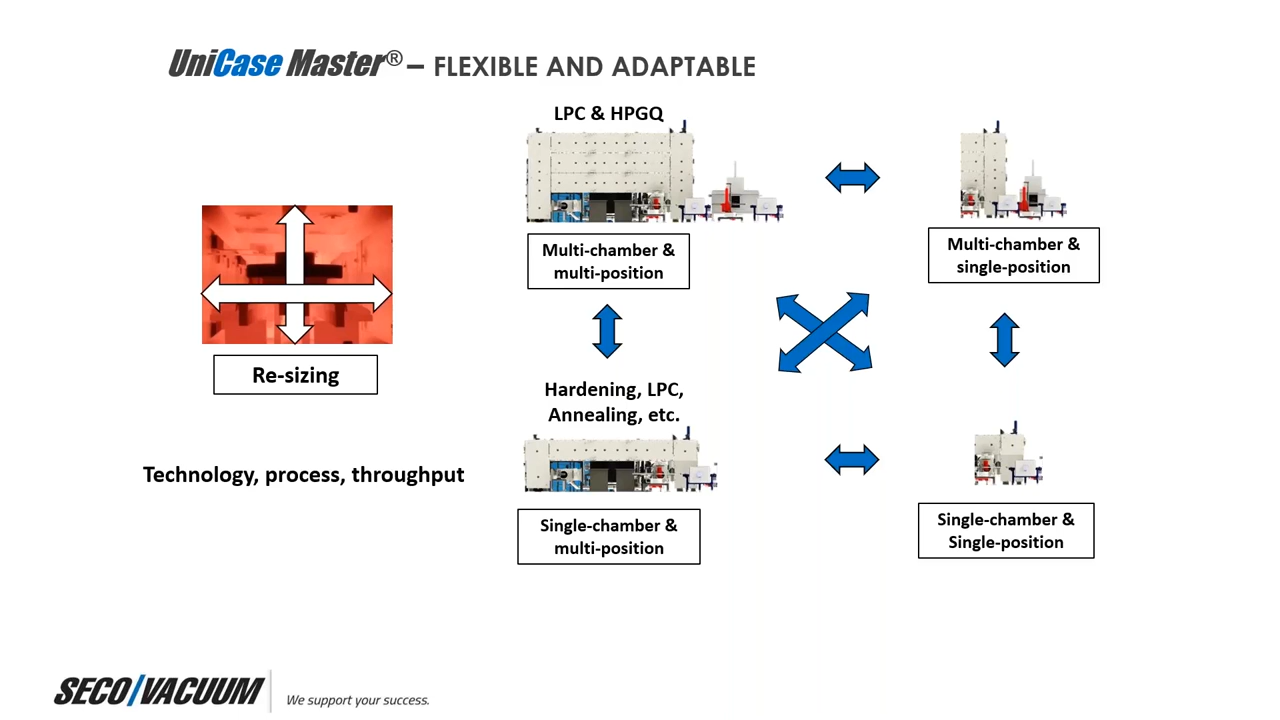 UniCase Master® – FLEXIBLE AND ADAPTABLE
LPC & HPGQ
Multi-chamber &
multi-position
Multi-chamber &
single-position
Re-sizing
Hardening, LPC,
Annealing, etc.
Technology, process, throughput
Single-chamber &
multi-position
Single-chamber &
Single-position
SECO/VACUUM
We support your success.